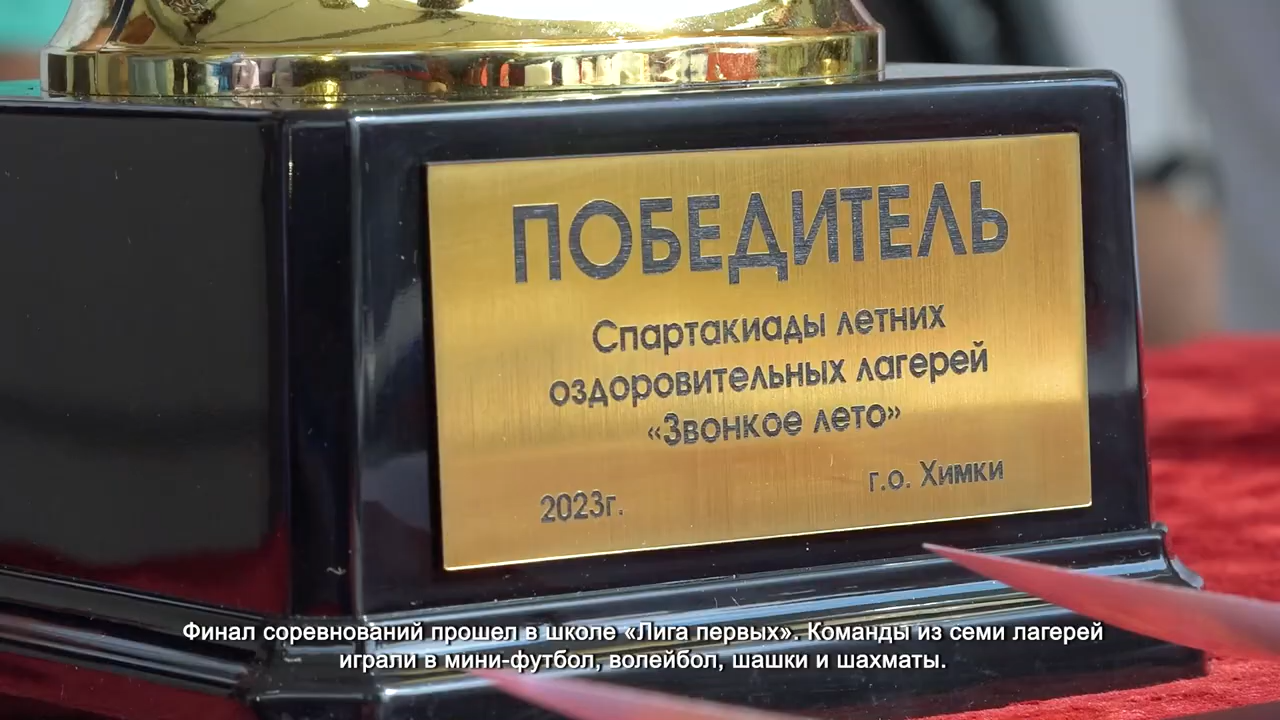 ПОБЕДИТЕЛЬ
Спартакиады летних
оздоровительных лагерей
«Звонкое лето»
2023г. г.о. Химки
Финал соревнований прошел в школе «Лига первых». Команды из семи лагерей
играли в мини-футбол, волейбол, шашки и шахматы.